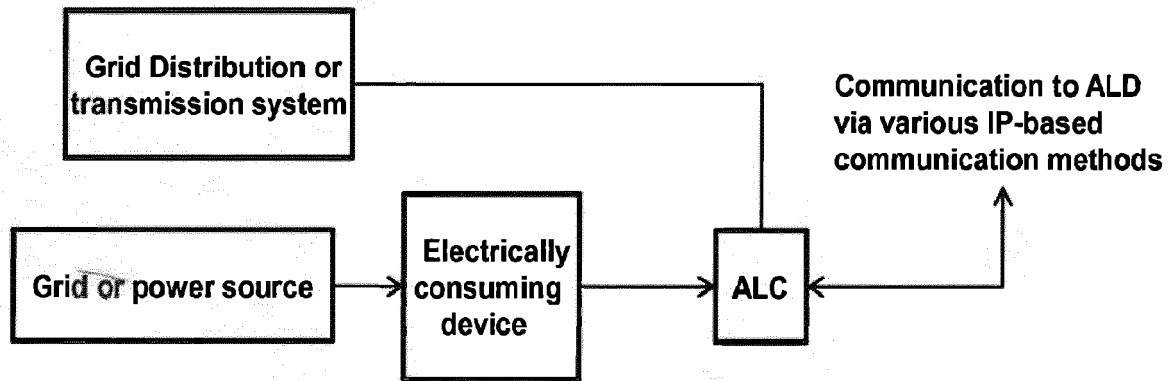 Grid Distribution or
transmission system
Communication to ALD
via various IP-based
communication methods
Grid or power source
Electrically
consuming
device
ALC